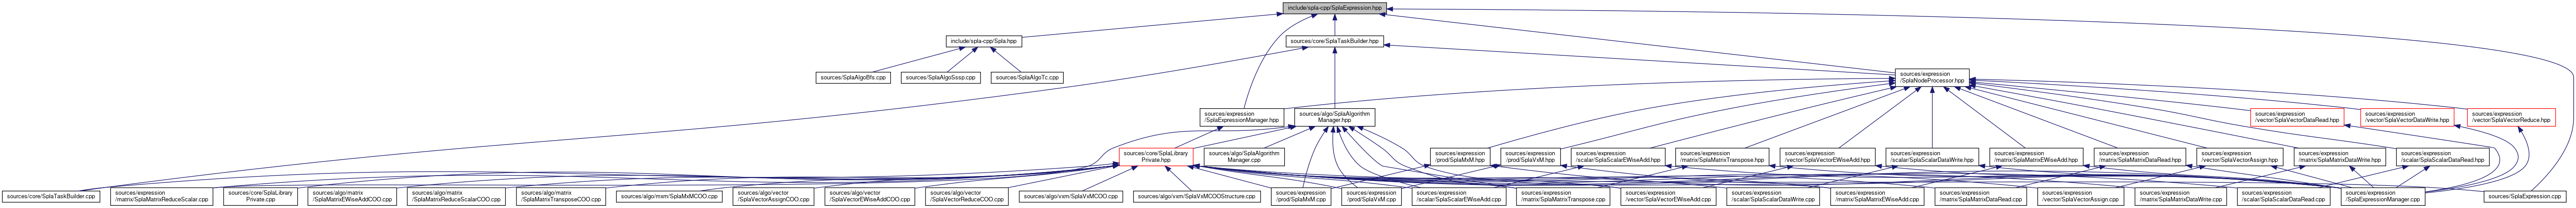 include/spla-cpp/SplaExpression.hpp
include/spla-cpp/Spla.hpp
sources/core/SplaTaskBuilder.hpp
sources/SplaAlgoBfs.cpp
sources/SplaAlgoSssp.cpp
sources/SplaAlgoTc.cpp
sources/expression
/SplaNodeProcessor.hpp
sources/expression
/SplaExpressionManager.hpp
sources/algo/SplaAlgorithm
Manager.hpp
sources/expression
/vector/SplaVectorDataRead.hpp
sources/expression
/vector/SplaVectorDataWrite.hpp
sources/expression
/vector/SplaVectorReduce.hpp
sources/core/SplaLibrary
Private.hpp
sources/algo/SplaAlgorithm
Manager.cpp
sources/expression
/prod/SplaMxM.hpp
sources/expression
/prod/SplaVxM.hpp
sources/expression
/scalar/SplaScalarEWiseAdd.hpp
sources/expression
/matrix/SplaMatrixTranspose.hpp
sources/expression
/vector/SplaVectorEWiseAdd.hpp
sources/expression
/scalar/SplaScalarDataWrite.hpp
sources/expression
/matrix/SplaMatrixEWiseAdd.hpp
sources/expression
/matrix/SplaMatrixDataRead.hpp
sources/expression
/vector/SplaVectorAssign.hpp
sources/expression
/matrix/SplaMatrixDataWrite.hpp
sources/expression
/scalar/SplaScalarDataRead.hpp
sources/core/SplaTaskBuilder.cpp
sources/expression
/matrix/SplaMatrixReduceScalar.cpp
sources/core/SplaLibrary
Private.cpp
sources/algo/matrix
/SplaMatrixEWiseAddCOO.cpp
sources/algo/matrix
/SplaMatrixReduceScalarCOO.cpp
sources/algo/matrix
/SplaMatrixTransposeCOO.cpp
sources/algo/mxm/SplaMxMCOO.cpp
sources/algo/vector
/SplaVectorAssignCOO.cpp
sources/algo/vector
/SplaVectorEWiseAddCOO.cpp
sources/algo/vector
/SplaVectorReduceCOO.cpp
sources/algo/vxm/SplaVxMCOO.cpp
sources/algo/vxm/SplaVxMCOOStructure.cpp
sources/expression
/prod/SplaMxM.cpp
sources/expression
/prod/SplaVxM.cpp
sources/expression
/scalar/SplaScalarEWiseAdd.cpp
sources/expression
/matrix/SplaMatrixTranspose.cpp
sources/expression
/vector/SplaVectorEWiseAdd.cpp
sources/expression
/scalar/SplaScalarDataWrite.cpp
sources/expression
/matrix/SplaMatrixEWiseAdd.cpp
sources/expression
/matrix/SplaMatrixDataRead.cpp
sources/expression
/vector/SplaVectorAssign.cpp
sources/expression
/matrix/SplaMatrixDataWrite.cpp
sources/expression
/scalar/SplaScalarDataRead.cpp
sources/expression
/SplaExpressionManager.cpp
sources/SplaExpression.cpp